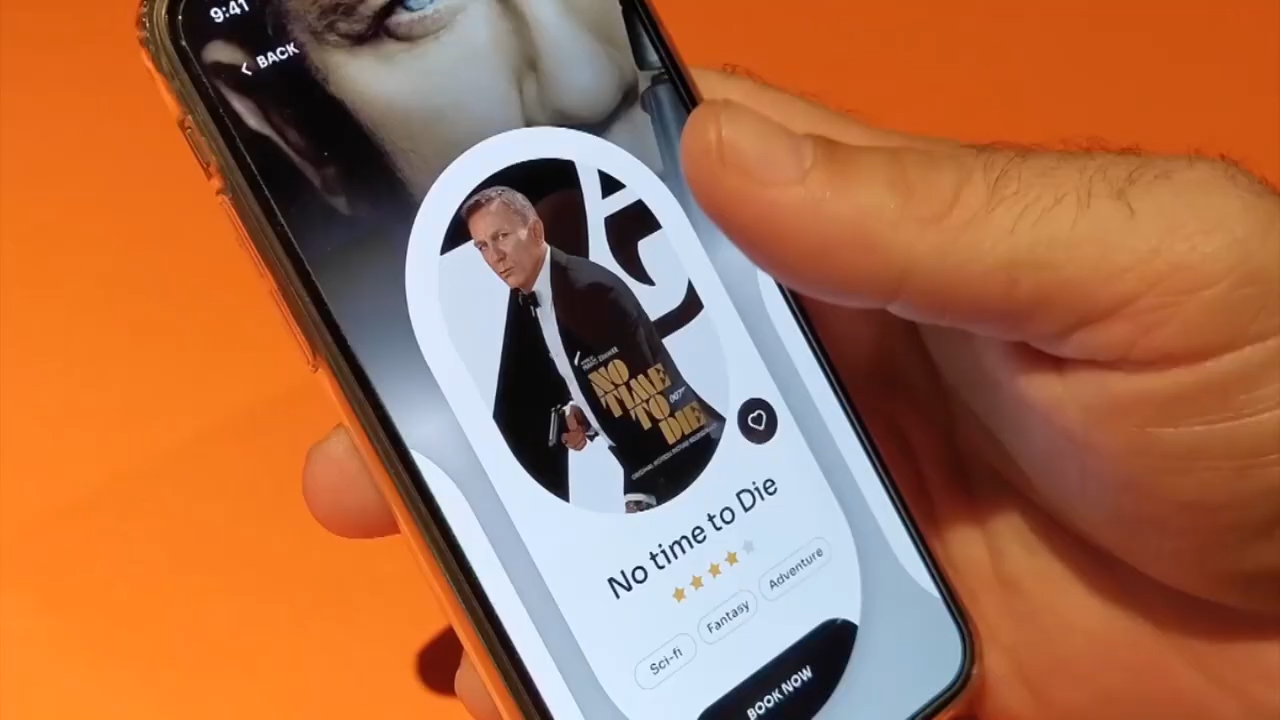 9:41
BACK
NO
TIME
TO
DIE
007
No time to Die
Sci-fi
Fantasy
Adventure
BOOK NOW